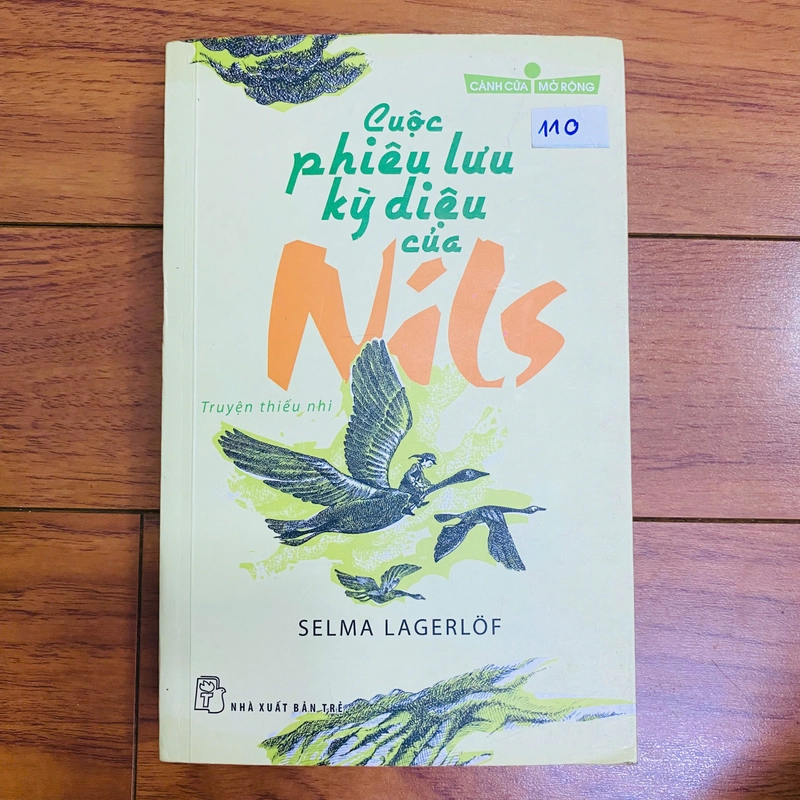 CÁNH CỬA MỞ RỘNG
110
Cuộc
phiêu lưu
kỳ diệu
của
Nils
Truyện thiếu nhi
SELMA LAGERLÖF
NHÀ XUẤT BẢN TRẺ